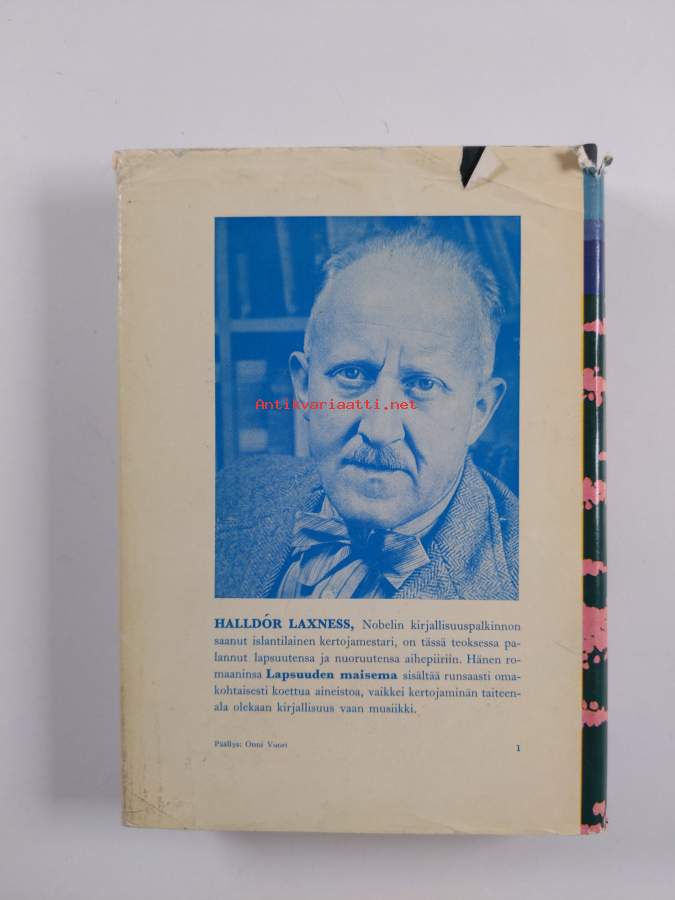 Antikvariaatti.net
HALLDÓR LAXNESS, Nobelin kirjallisuuspalkinnon
saanut islantilainen kertojamestari, on tässä teoksessa pa-
lannut lapsuutensa ja nuoruutensa aihepiiriin. Hänen ro-
maaninsa Lapsuuden maisema sisältää runsaasti oma-
kohtaisesti koettua aineistoa, vaikkei kertojaminän taiteen-
ala olekaan kirjallisuus vaan musiikki.
Päällys: Onni Vuori 1